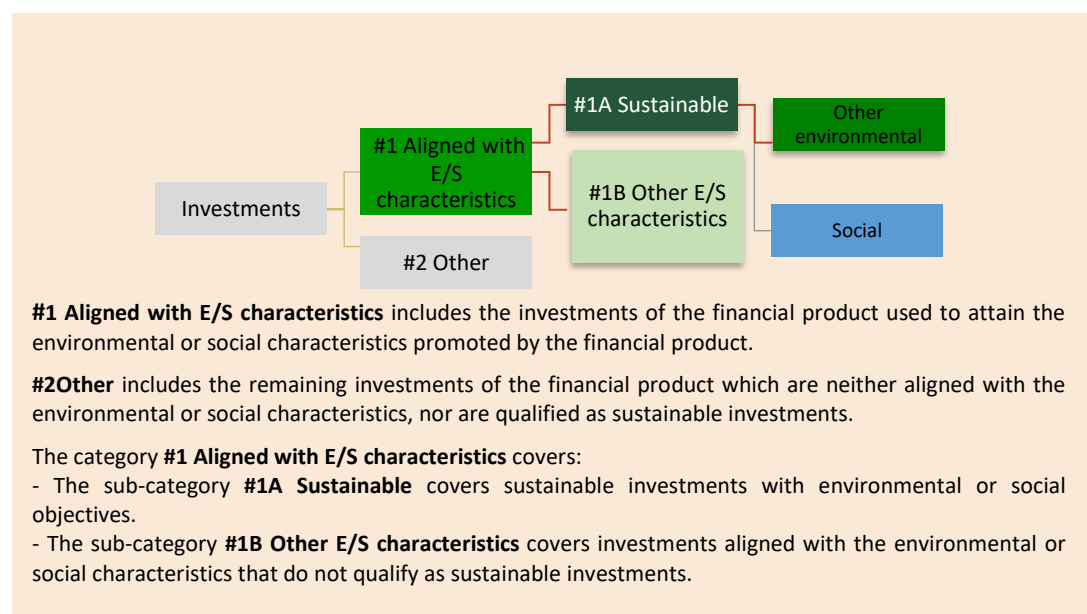 #1A Sustainable
Other
environmental
#1 Aligned with
E/S
characteristics
#1B Other E/S
characteristics
Investments
Social
#2 Other
#1 Aligned with E/S characteristics includes the investments of the financial product used to attain the
environmental or social characteristics promoted by the financial product.
#2Other includes the remaining investments of the financial product which are neither aligned with the
environmental or social characteristics, nor are qualified as sustainable investments.
The category #1 Aligned with E/S characteristics covers:
- The sub-category #1A Sustainable covers sustainable investments with environmental or social
objectives.
- The sub-category #1B Other E/S characteristics covers investments aligned with the environmental or
social characteristics that do not qualify as sustainable investments.